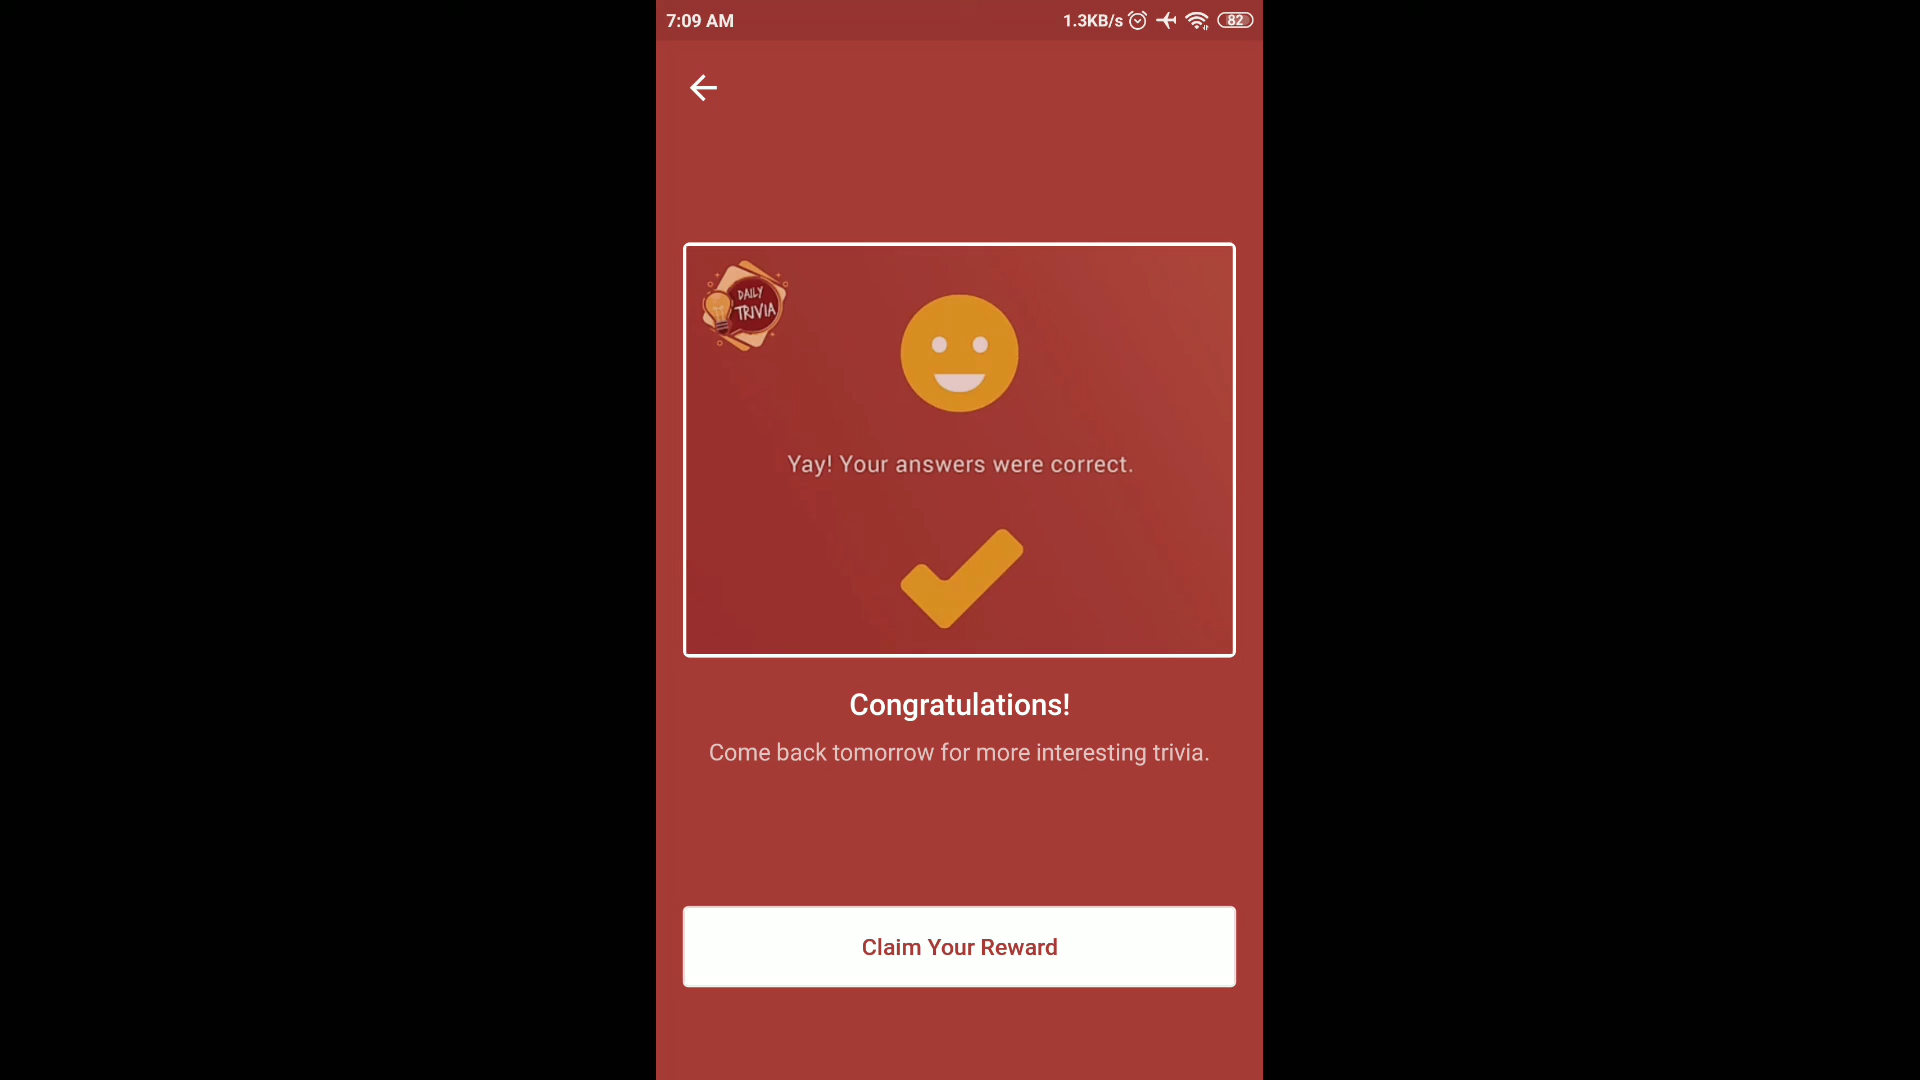 7:09 AM 1.3KB/s 82
DAILY
TRIVIA
Yay! Your answers were correct.
Congratulations!
Come back tomorrow for more interesting trivia.
Claim Your Reward